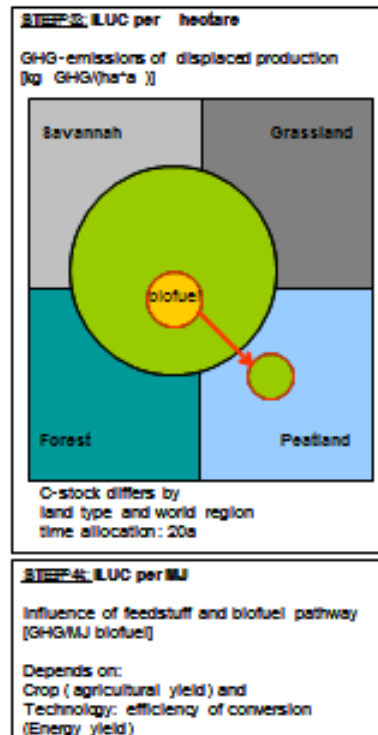 STEP 3: ILUC per hectare
GHG-emissions of displaced production
[kg GHG/(ha*a )]
Savannah
Grassland
biofuel
Forest
Peatland
C-stock differs by
land type and world region
time allocation: 20a
STEP 4: ILUC per MJ
Influence of feedstuff and biofuel pathway
[GHG/MJ biofuel]
Depends on:
Crop ( agricultural yield) and
Technology: efficiency of conversion
(Energy yield)